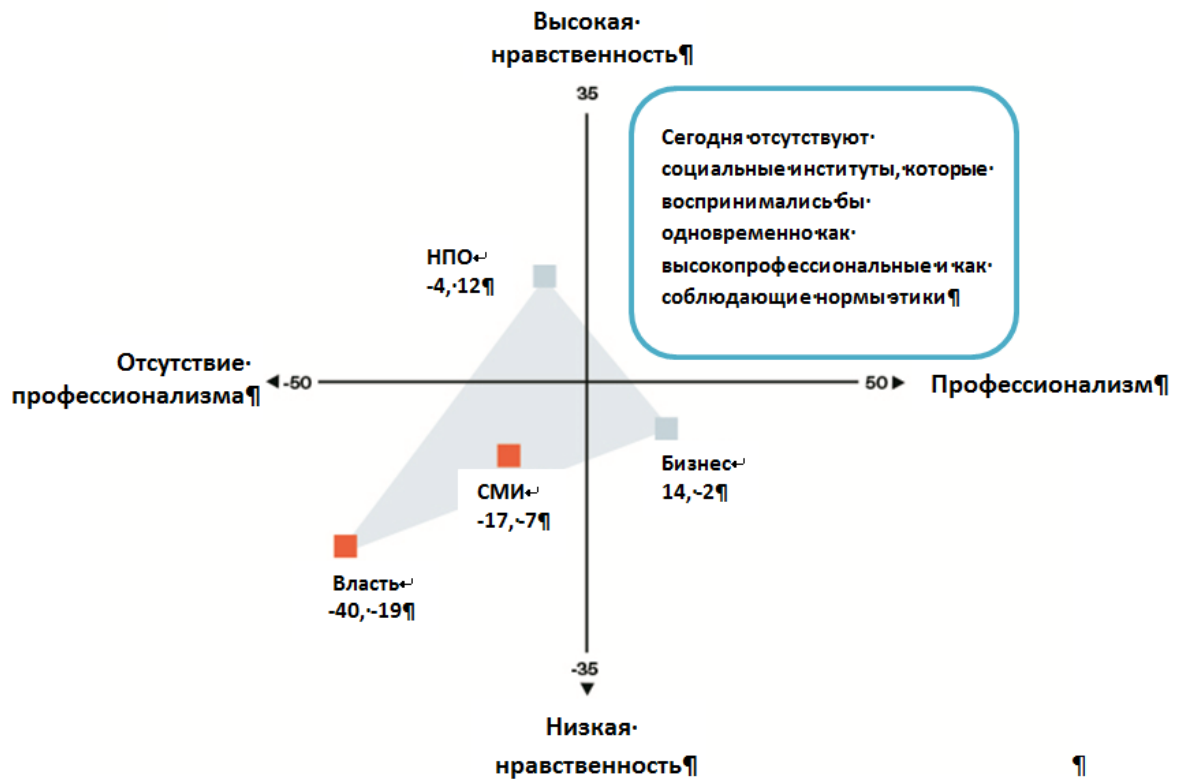 Высокая
нравственность¶
35
Сегодня отсутствуют
социальные институты, которые
воспринимались бы
одновременно как
высокопрофессиональные и как
соблюдающие нормы этики¶
НПО
-4, 12¶
Отсутствие
профессионализма¶
-50
50
Профессионализм¶
Бизнес
14, -2¶
СМИ
-17, -7¶
Власть
-40, -19¶
-35
Низкая
нравственность¶
¶